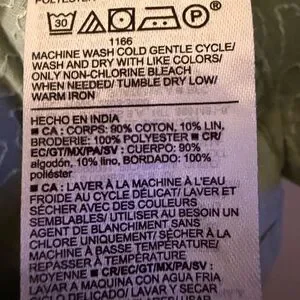 POLYESTER
30
P
1166
MACHINE WASH COLD GENTLE CYCLE/
WASH AND DRY WITH LIKE COLORS/
ONLY NON-CHLORINE BLEACH
WHEN NEEDED/ TUMBLE DRY LOW/
WARM IRON
HECHO EN INDIA
CA : CORPS: 90% COTON, 10% LIN,
BRODERIE: 100% POLYESTER ■ CR/
EC/GT/MX/PA/SV : CUERPO: 90%
algodón, 10% lino, BORDADO: 100%
poliéster
■ CA : LAVER À LA MACHINE À L'EAU
FROIDE AU CYCLE DÉLICAT/ LAVER ET
SÉCHER AVEC DES COULEURS
SEMBLABLES/ UTILISER AU BESOIN UN
AGENT DE BLANCHIMENT SANS
CHLORE UNIQUEMENT/ SÉCHER À LA
MACHINE À BASSE TEMPÉRATURE/
REPASSER À TEMPÉRATURE
MOYENNE ■ CR/EC/GT/MX/PA/SV :
LAVAR A MAQUINA CON AGUA FRIA